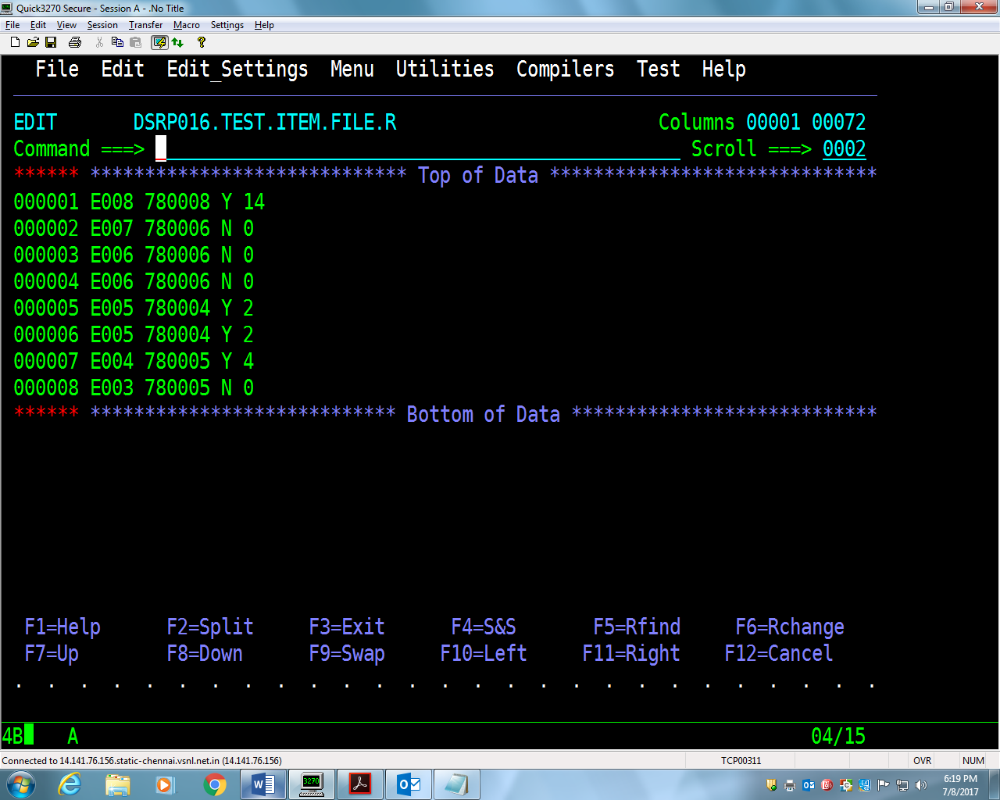 Quick3270 Secure - Session A - .No Title
File Edit View Session Transfer Macro Settings Help
File Edit Edit_Settings Menu Utilities Compilers Test Help
EDIT DSRP016.TEST.ITEM.FILE.R Columns 00001 00072
Command ===> Scroll ===> 0002
****** ***************************** Top of Data ******************************
000001 E008 780008 Y 14
000002 E007 780006 N 0
000003 E006 780006 N 0
000004 E006 780006 N 0
000005 E005 780004 Y 2
000006 E005 780004 Y 2
000007 E004 780005 Y 4
000008 E003 780005 N 0
****** **************************** Bottom of Data ****************************
F1=Help F2=Split F3=Exit F4=S&S F5=Rfind F6=Rchange
F7=Up F8=Down F9=Swap F10=Left F11=Right F12=Cancel
. . . . . . . . . . . . . . . . . . . . . . . . . . .
4B A 04/15
Connected to 14.141.76.156.static-chennai.vsnl.net.in (14.141.76.156) TCP00311 OVR NUM
3270
6:19 PM
7/8/2017